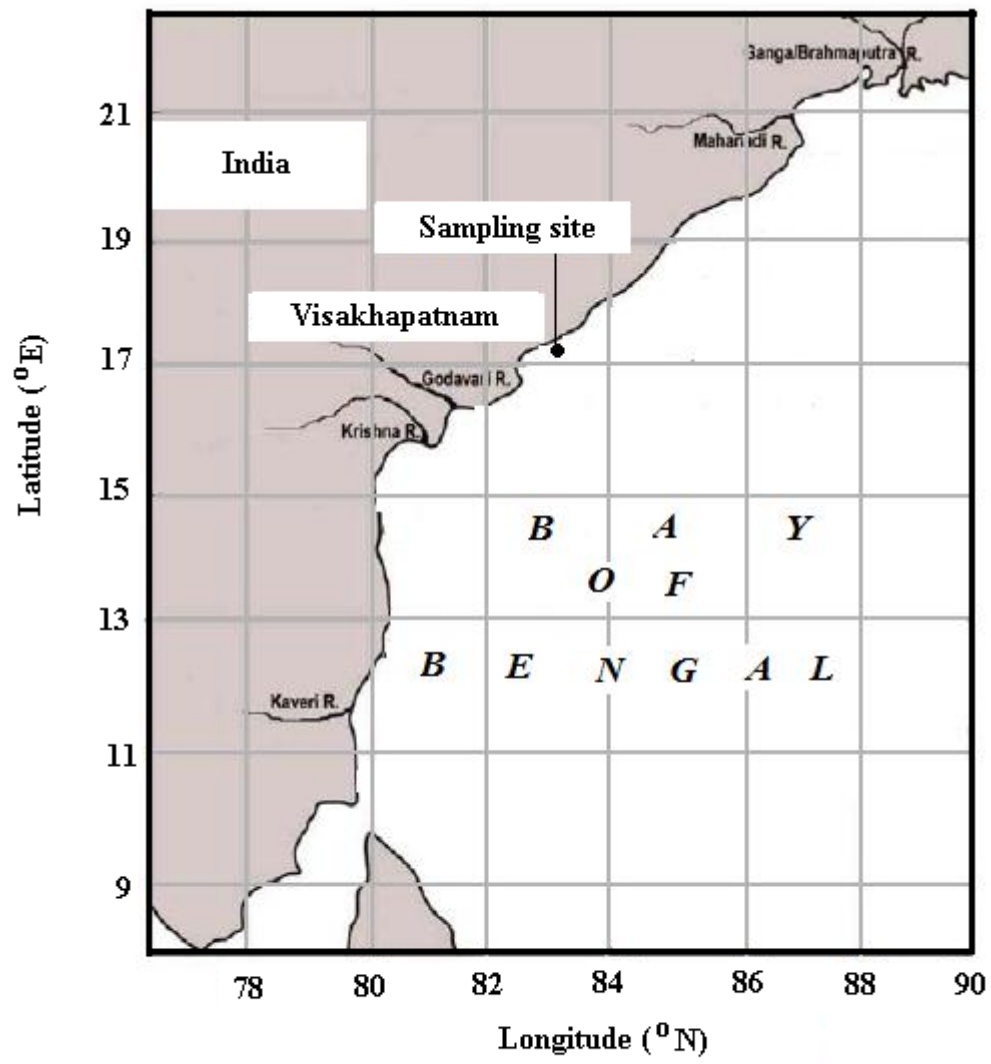 Ganga/Brahmaputra R.
21
Mahanadi R.
India
Sampling site
19
Visakhapatnam
17
Godavari R.
Krishna R.
Latitude (⁰E)
15
B A Y
O F
13
B E N G A L
Kaveri R.
11
9
78 80 82 84 86 88 90
Longitude (⁰N)